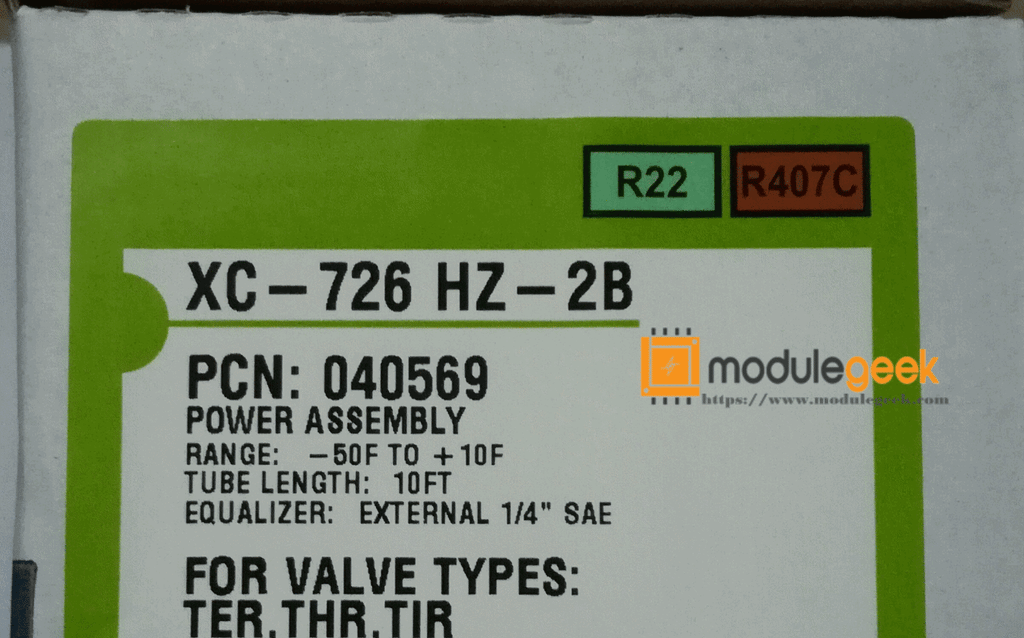 R22 R407C
XC-726 HZ-2B
PCN: 040569
POWER ASSEMBLY
RANGE: -50F TO +10F
TUBE LENGTH: 10FT
EQUALIZER: EXTERNAL 1/4" SAE
FOR VALVE TYPES:
TER,THR,TIR
modulegeek
https://www.modulegeek.com